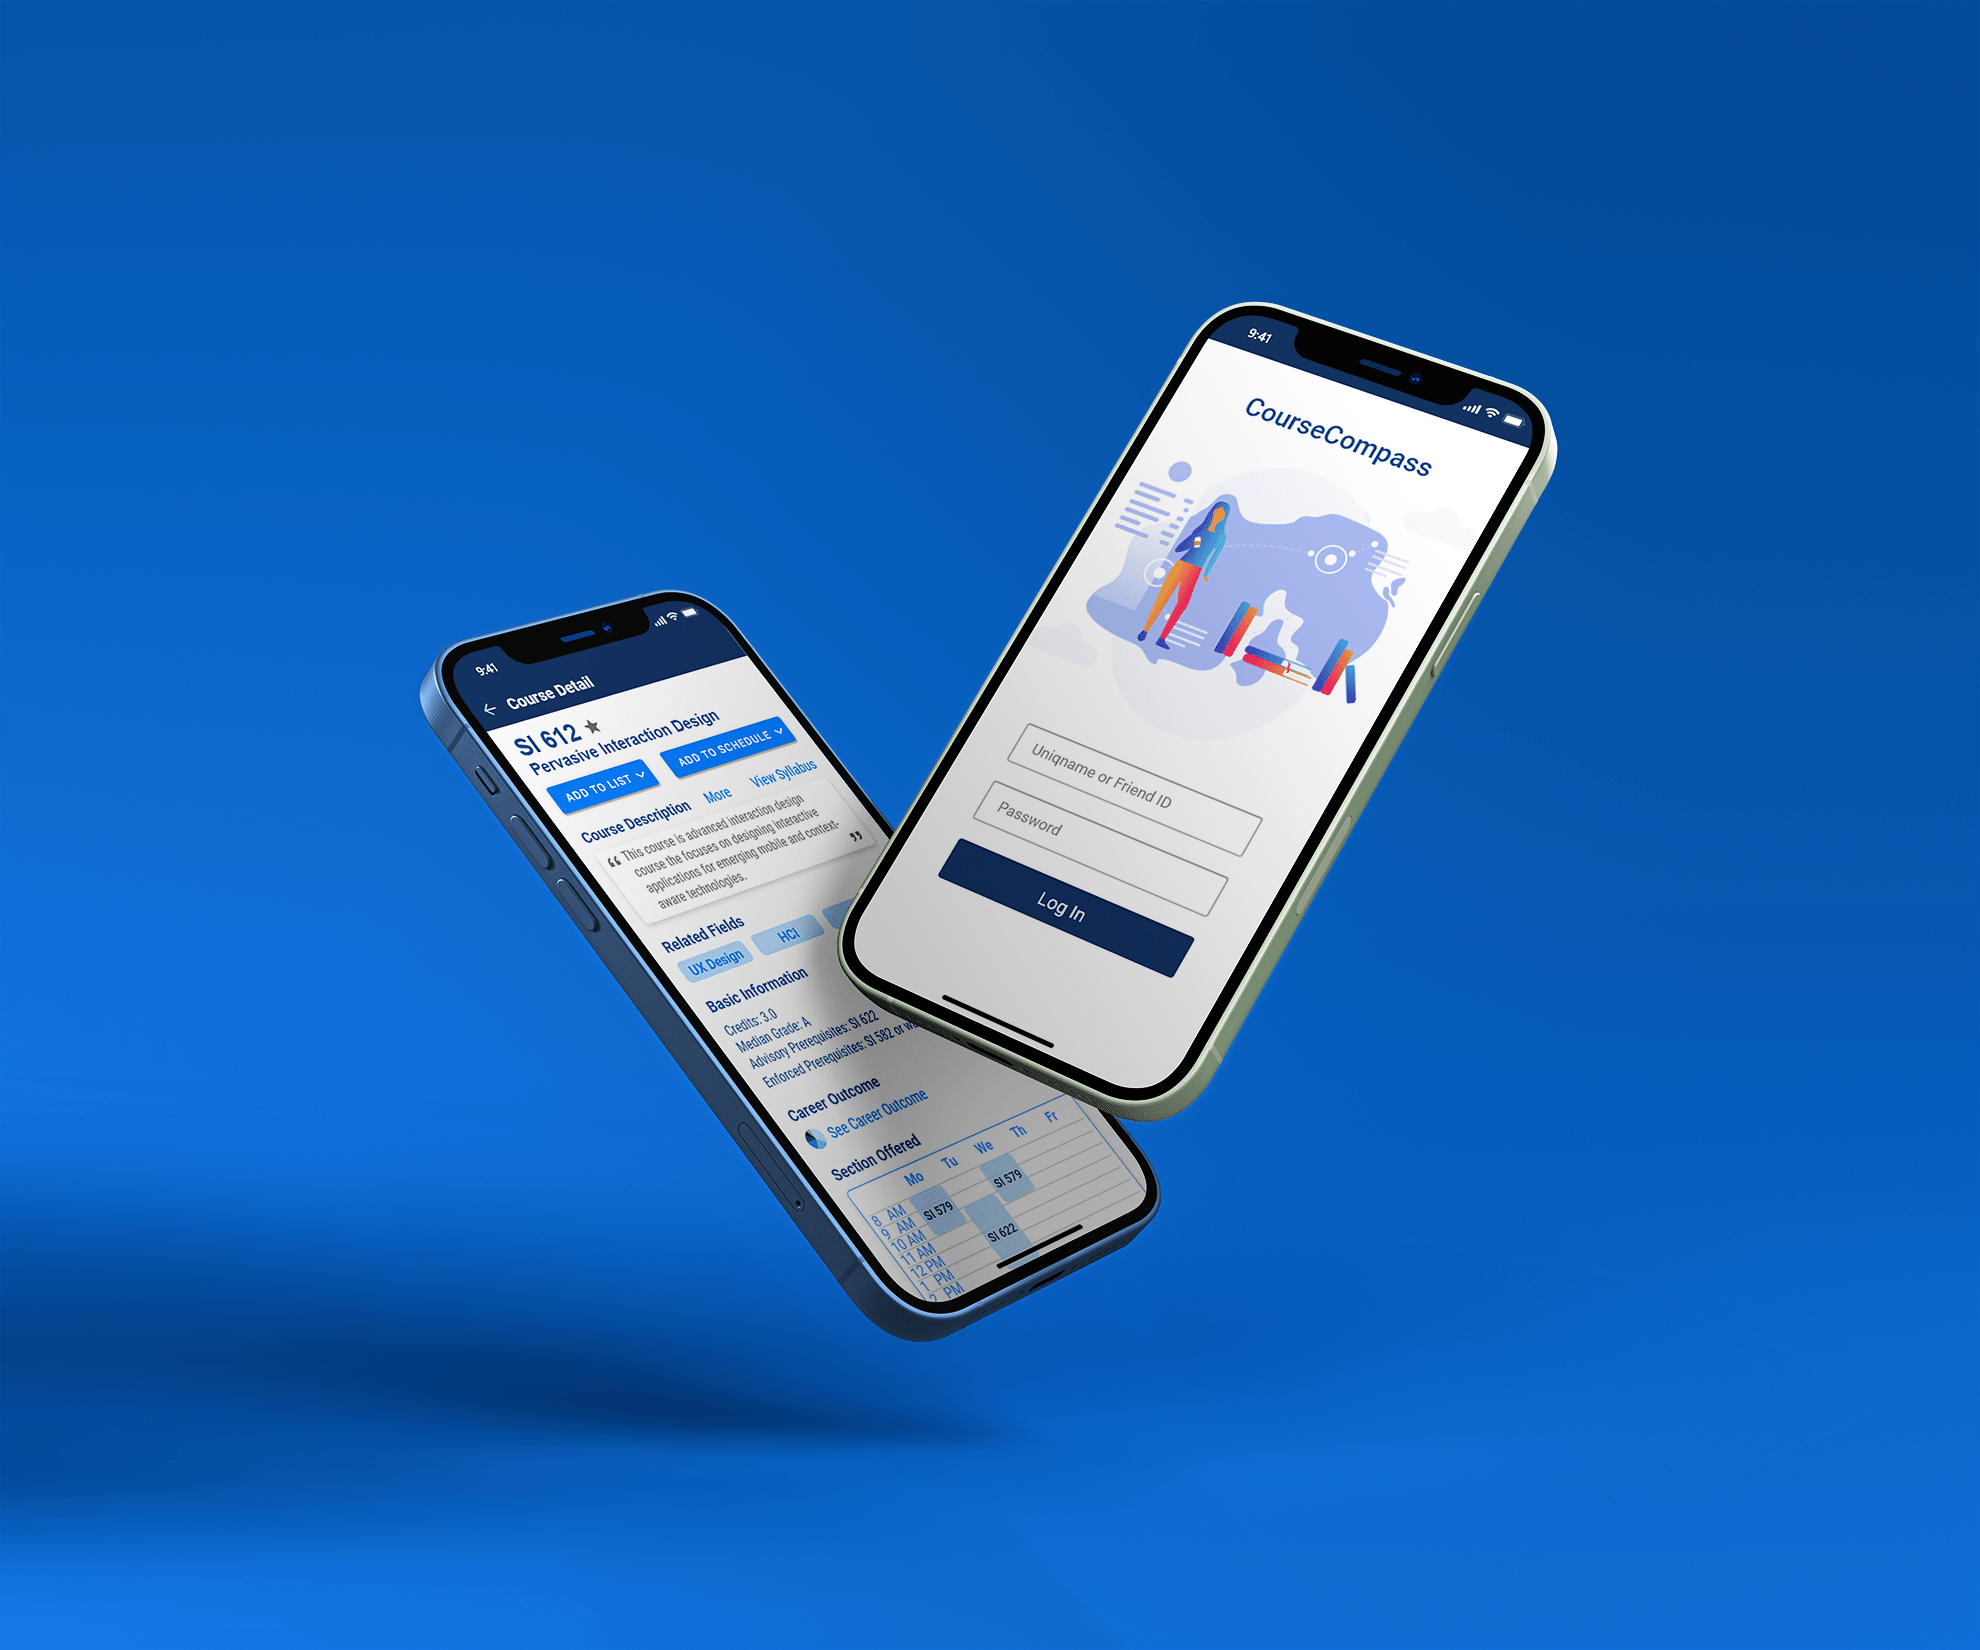 9:41
Course Detail
SI 612
Pervasive Interaction Design
ADD TO LIST
ADD TO SCHEDULE
Course Description
More
View Syllabus
“ This course is advanced interaction design
course the focuses on designing interactive
applications for emerging mobile and context-
aware technologies. ”
Related Fields
UX Design
HCI
Basic Information
Credits: 3.0
Median Grade: A
Advisory Prerequisites: SI 622
Enforced Prerequisites: SI 582 or
Career Outcome
See Career Outcome
Section Offered
Mo Tu We Th Fr
8 AM
9 AM
10 AM
11 AM
12 PM
1 PM
2 PM
SI 579
SI 579
SI 622
9:41
CourseCompass
Uniqname or Friend ID
Password
Log In